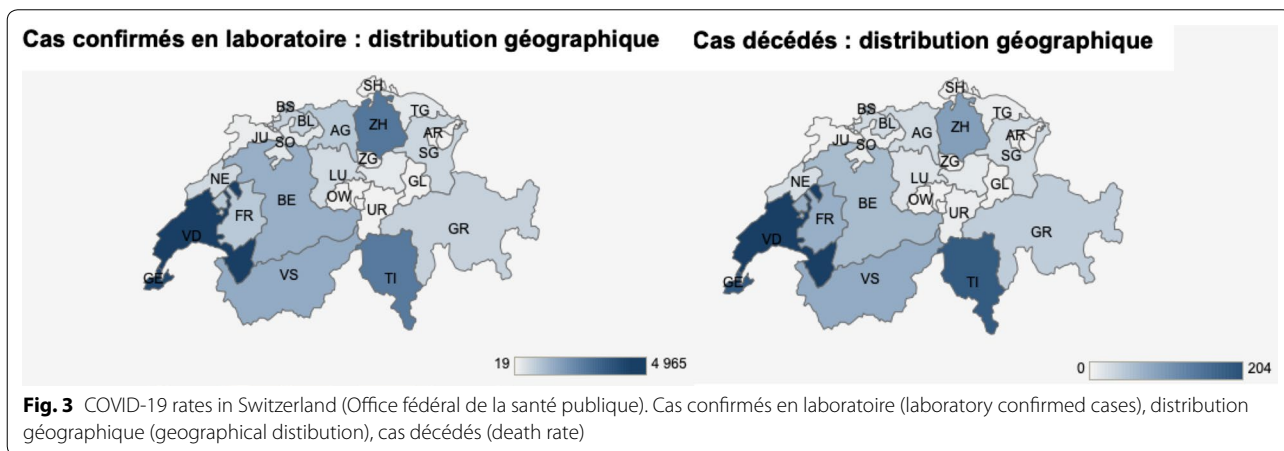 Cas confirmés en laboratoire : distribution géographique
Cas décédés : distribution géographique
SH
BS
BL
TG
JU
SO
AG
ZH
AR
ZG
SG
NE
LU
GL
OW
BE
FR
UR
GR
VD
GE
VS
TI
19
4 965
SH
BS
BL
TG
JU
SO
AG
ZH
AR
ZG
SG
NE
LU
GL
OW
BE
FR
UR
GR
VD
GE
VS
TI
0
204
Fig. 3 COVID-19 rates in Switzerland (Office fédéral de la santé publique). Cas confirmés en laboratoire (laboratory confirmed cases), distribution
géographique (geographical distibution), cas décédés (death rate)